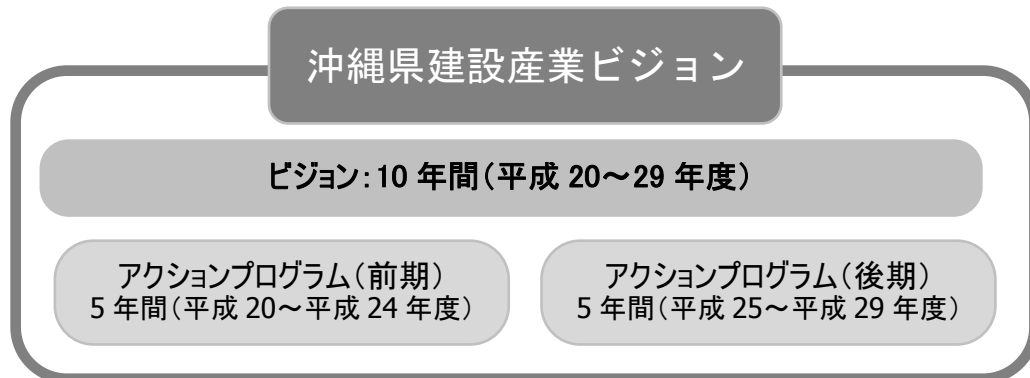 沖縄県建設産業ビジョン
ビジョン：10 年間（平成 20～29 年度）
アクションプログラム（前期）
5 年間（平成 20～平成 24 年度）
アクションプログラム（後期）
5 年間（平成 25～平成 29 年度）